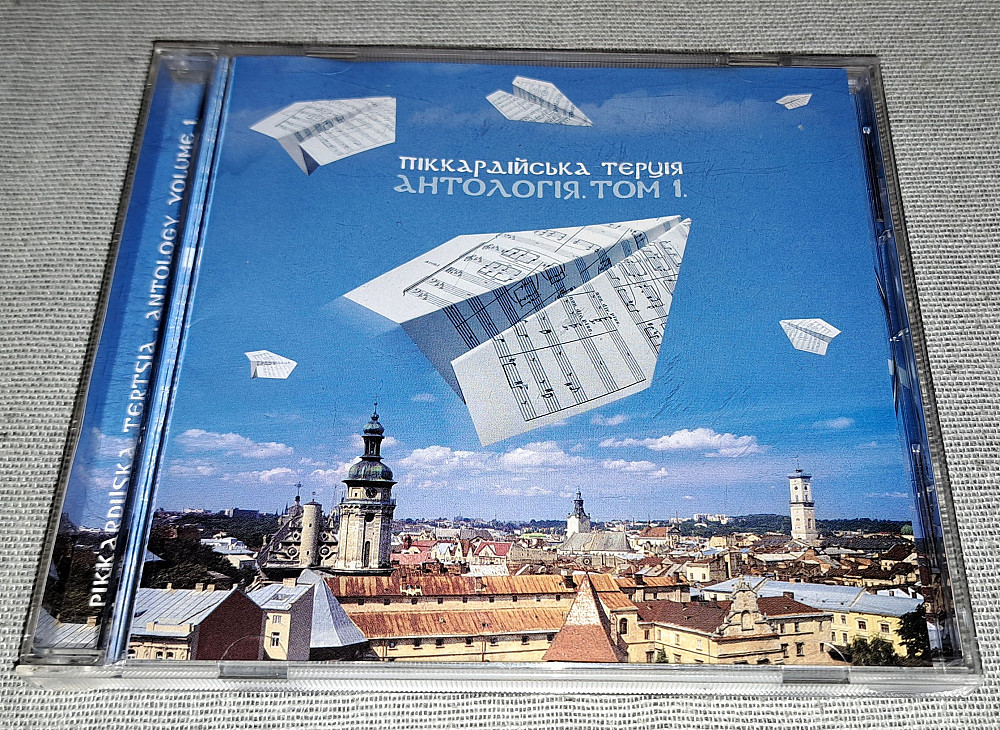 ПІККАРДІЙСЬКА ТЕРЦІЯ
АНТОЛОГІЯ. ТОМ 1.
PIKKARDIISKA TERTSIA ANTOLOGY VOLUME 1